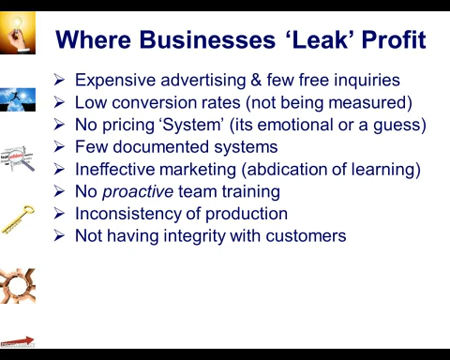 Where Businesses ‘Leak’ Profit
Expensive advertising & few free inquiries
Low conversion rates (not being measured)
No pricing ‘System’ (its emotional or a guess)
Few documented systems
Ineffective marketing (abdication of learning)
No proactive team training
Inconsistency of production
Not having integrity with customers